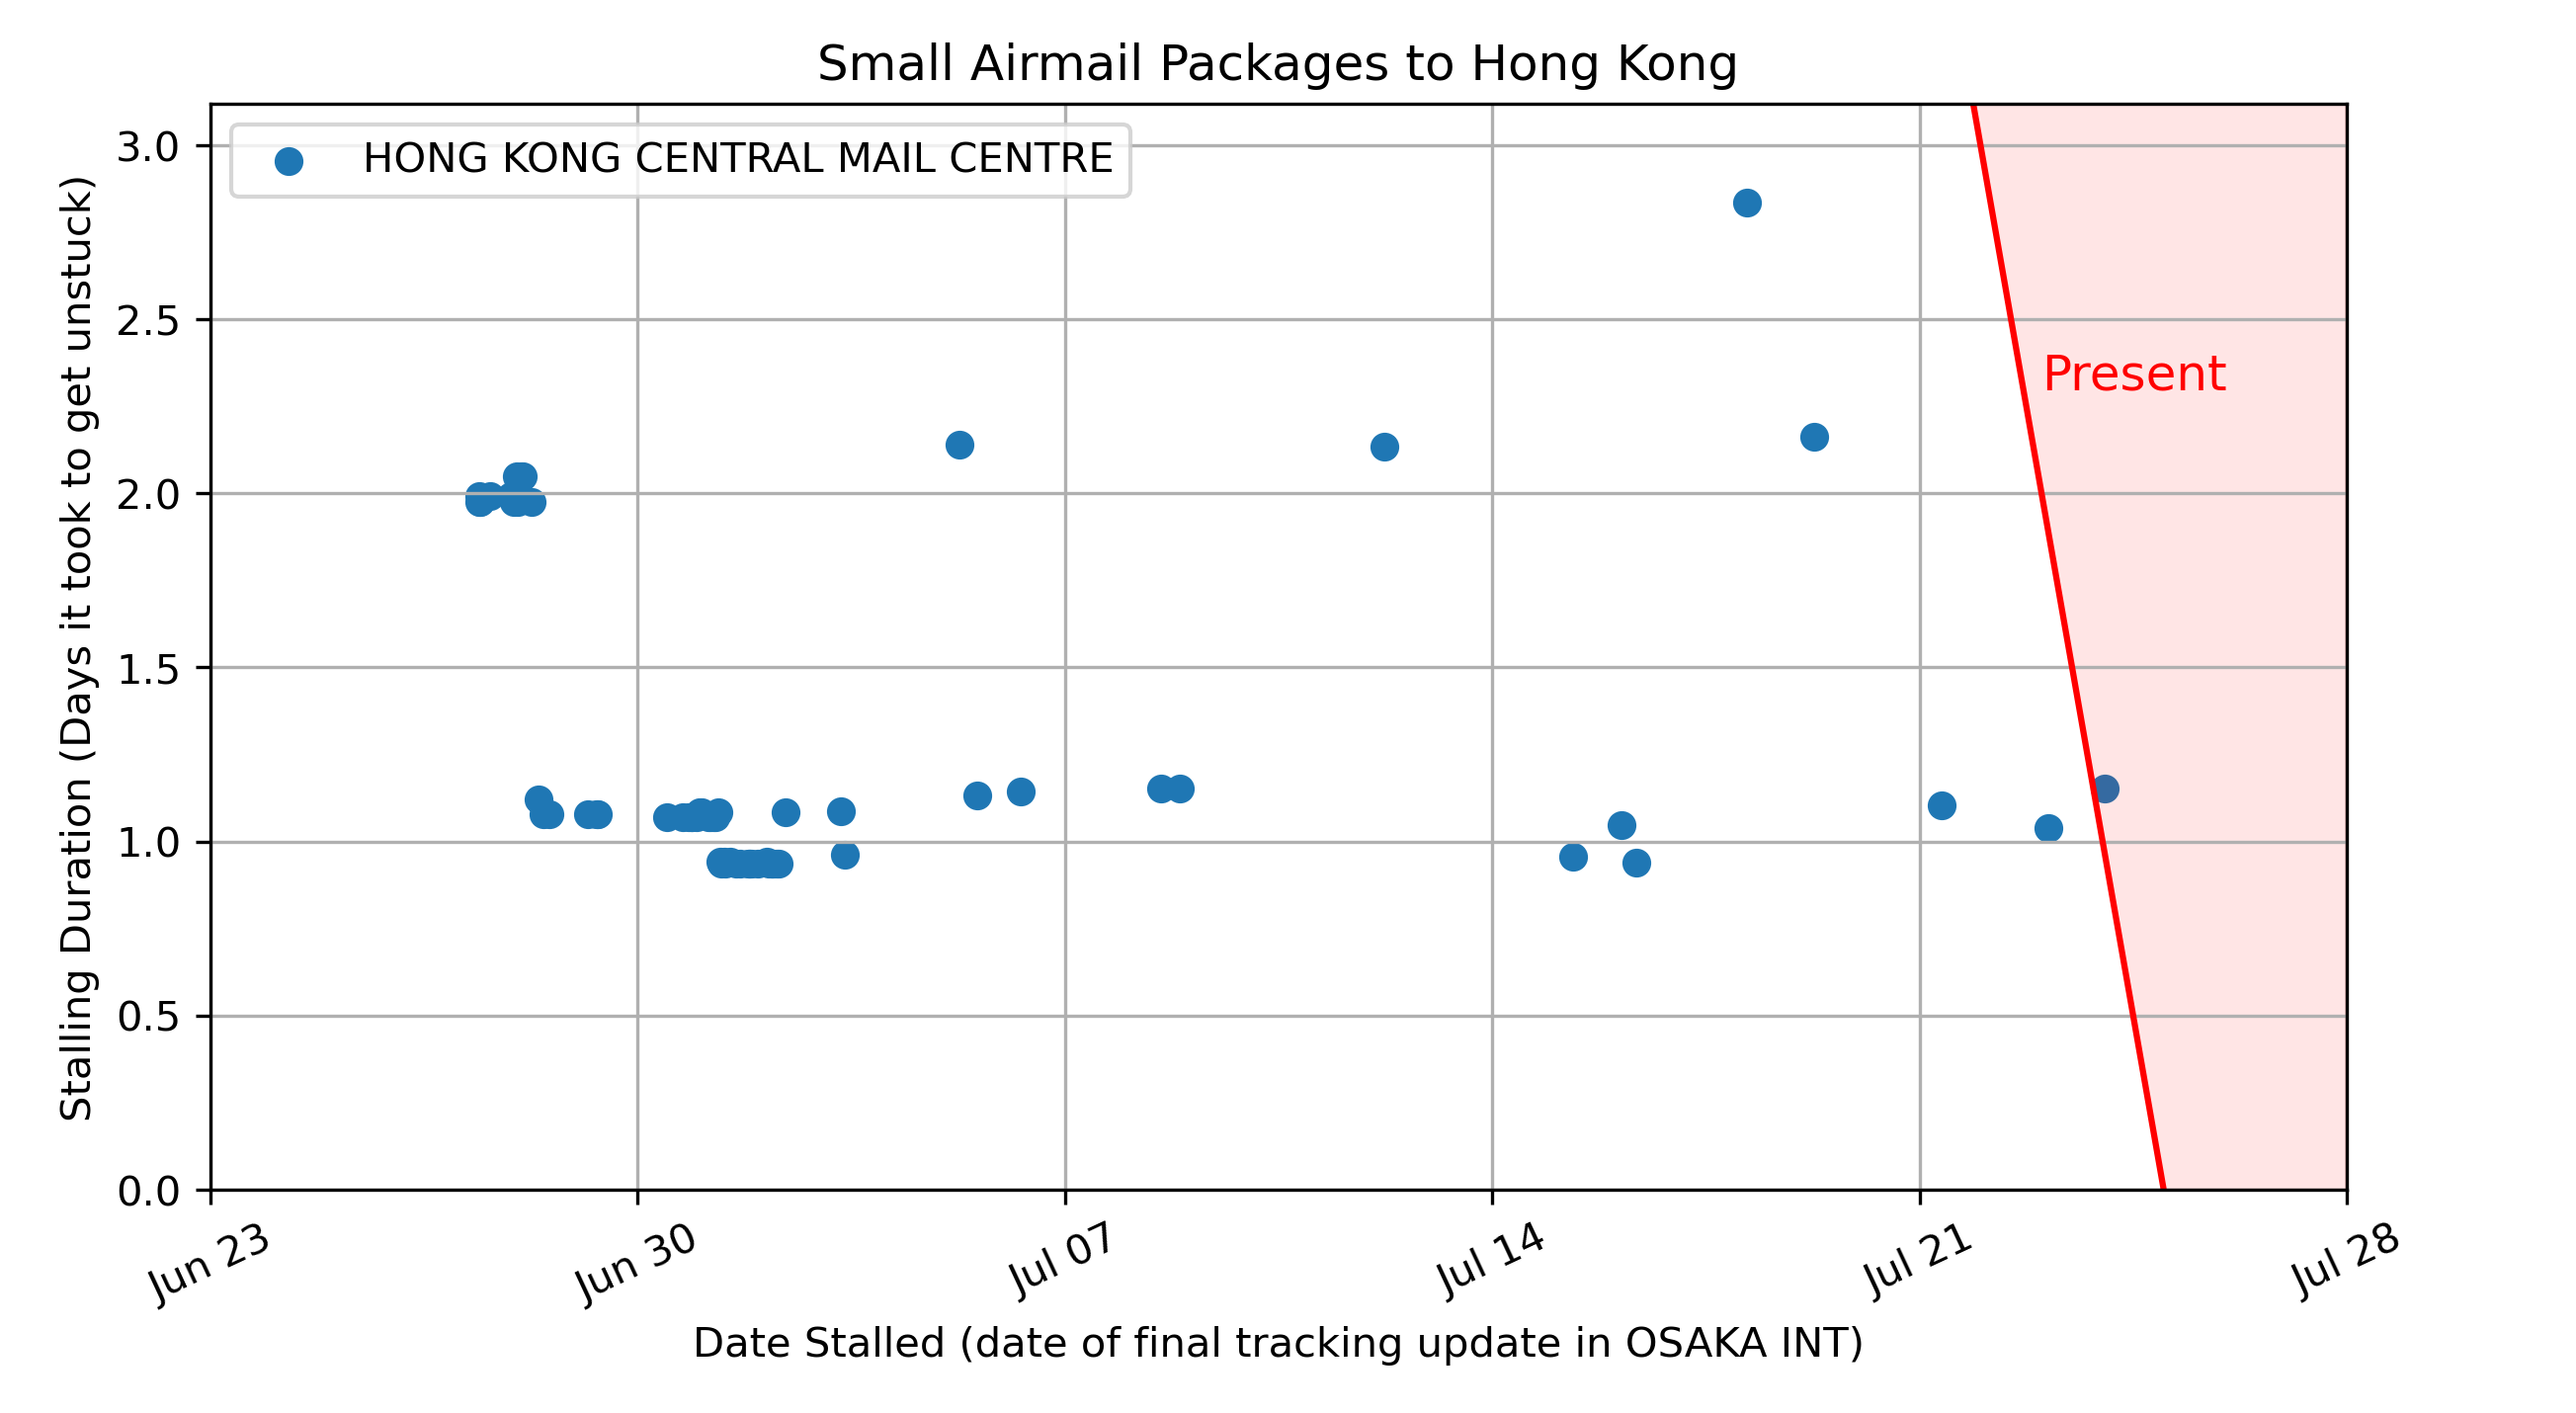 Small Airmail Packages to Hong Kong
HONG KONG CENTRAL MAIL CENTRE
Present
Stalling Duration (Days it took to get unstuck)
3.0
2.5
2.0
1.5
1.0
0.5
0.0
Jun 23
Jun 30
Jul 07
Jul 14
Jul 21
Jul 28
Date Stalled (date of final tracking update in OSAKA INT)